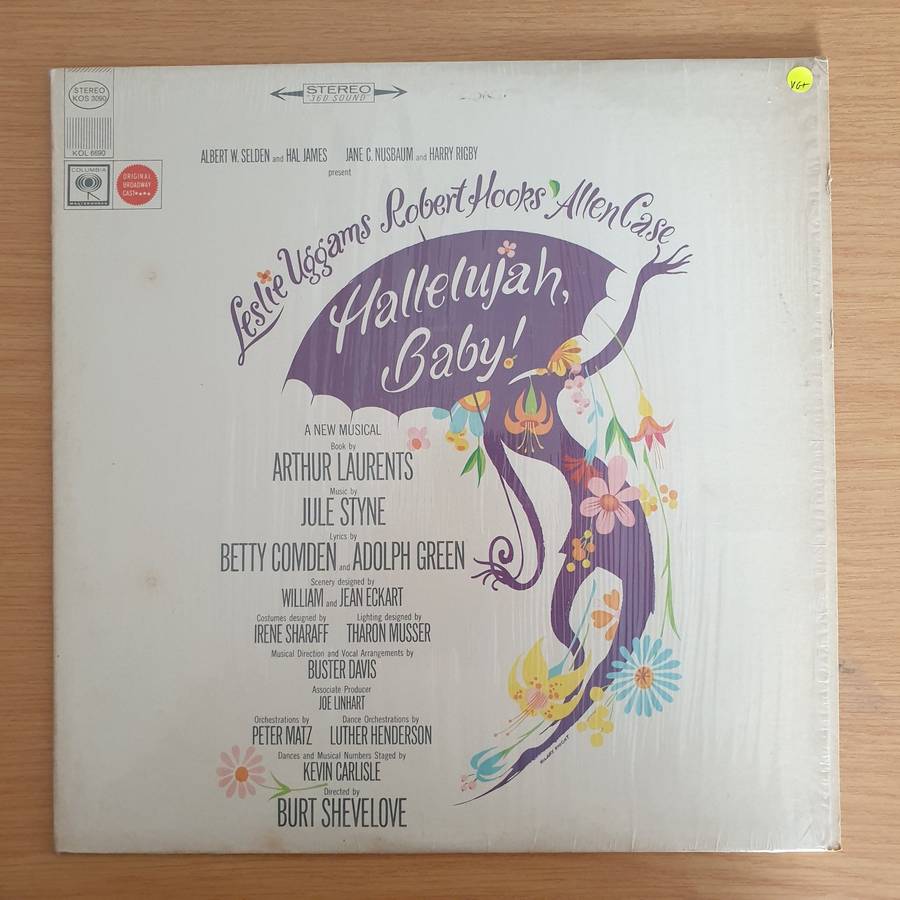 STEREO
KOS 3090
KOL 6690
COLUMBIA
MASTERWORKS
ORIGINAL
BROADWAY
CAST
STEREO
"360 SOUND"
VG+
ALBERT W. SELDEN and HAL JAMES JANE C. NUSBAUM and HARRY RIGBY
present
Leslie Uggams Robert Hooks Allen Case
Hallelujah,
Baby!
A NEW MUSICAL
Book by
ARTHUR LAURENTS
Music by
JULE STYNE
Lyrics by
BETTY COMDEN and ADOLPH GREEN
Scenery designed by
WILLIAM and JEAN ECKART
Costumes designed by Lighting designed by
IRENE SHARAFF THARON MUSSER
Musical Direction and Vocal Arrangements by
BUSTER DAVIS
Associate Producer
JOE LINHART
Orchestrations by Dance Orchestrations by
PETER MATZ LUTHER HENDERSON
Dances and Musical Numbers Staged by
KEVIN CARLISLE
Directed by
BURT SHEVELOVE
HILARY KNIGHT